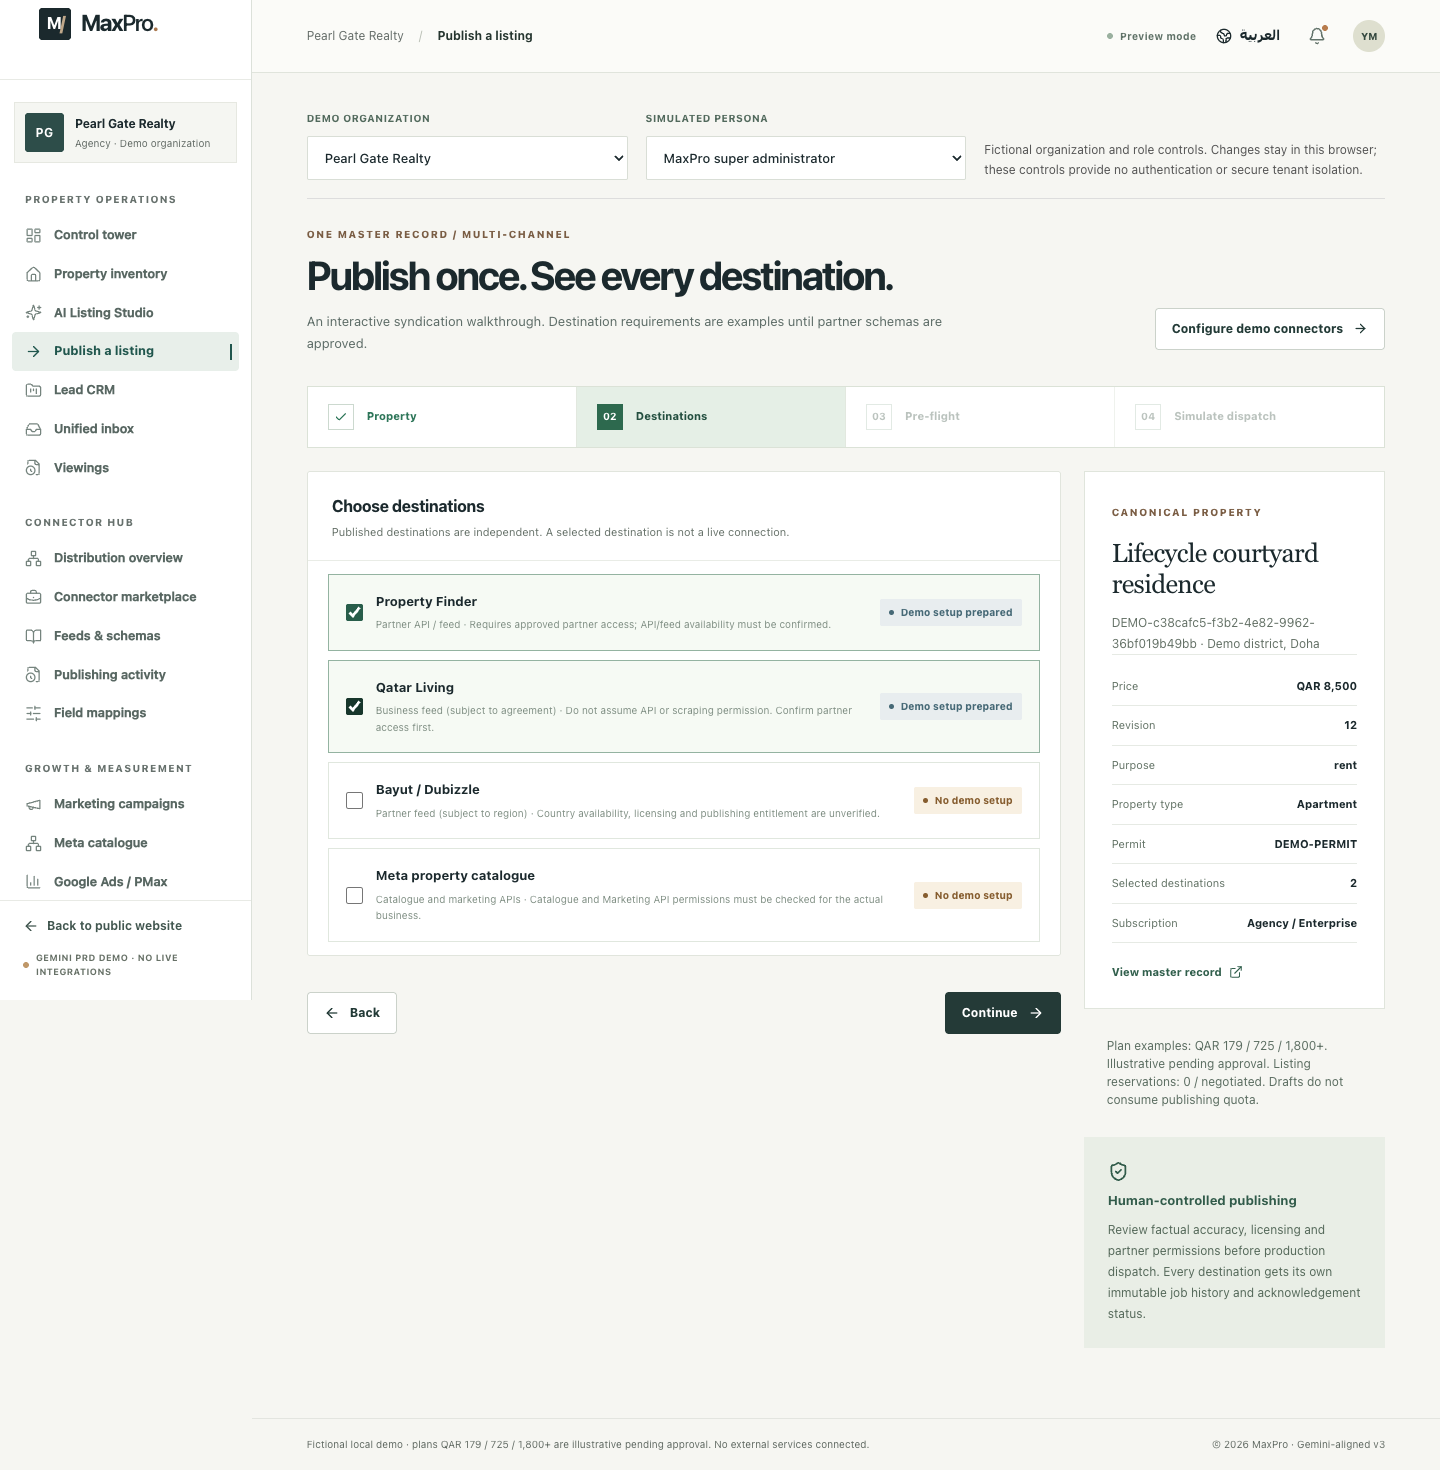 M/ MaxPro.
Pearl Gate Realty / Publish a listing
Preview mode
العربية
YM
PG
Pearl Gate Realty
Agency · Demo organization
PROPERTY OPERATIONS
Control tower
Property inventory
AI Listing Studio
Publish a listing
Lead CRM
Unified inbox
Viewings
CONNECTOR HUB
Distribution overview
Connector marketplace
Feeds & schemas
Publishing activity
Field mappings
GROWTH & MEASUREMENT
Marketing campaigns
Meta catalogue
Google Ads / PMax
Back to public website
GEMINI PRD DEMO · NO LIVE
INTEGRATIONS
DEMO ORGANIZATION
Pearl Gate Realty
SIMULATED PERSONA
MaxPro super administrator
Fictional organization and role controls. Changes stay in this browser;
these controls provide no authentication or secure tenant isolation.
ONE MASTER RECORD / MULTI-CHANNEL
Publish once. See every destination.
An interactive syndication walkthrough. Destination requirements are examples until partner schemas are
approved.
Configure demo connectors
Property
02 Destinations
03 Pre-flight
04 Simulate dispatch
Choose destinations
Published destinations are independent. A selected destination is not a live connection.
Property Finder
Partner API / feed · Requires approved partner access; API/feed availability must be confirmed.
Demo setup prepared
Qatar Living
Business feed (subject to agreement) · Do not assume API or scraping permission. Confirm partner
access first.
Demo setup prepared
Bayut / Dubizzle
Partner feed (subject to region) · Country availability, licensing and publishing entitlement are unverified.
No demo setup
Meta property catalogue
Catalogue and marketing APIs · Catalogue and Marketing API permissions must be checked for the actual
business.
No demo setup
Back
Continue
CANONICAL PROPERTY
Lifecycle courtyard
residence
DEMO-c38cafc5-f3b2-4e82-9962-
36bf019b49bb · Demo district, Doha
Price QAR 8,500
Revision 12
Purpose rent
Property type Apartment
Permit DEMO-PERMIT
Selected destinations 2
Subscription Agency / Enterprise
View master record
Plan examples: QAR 179 / 725 / 1,800+.
Illustrative pending approval. Listing
reservations: 0 / negotiated. Drafts do not
consume publishing quota.
Human-controlled publishing
Review factual accuracy, licensing and
partner permissions before production
dispatch. Every destination gets its own
immutable job history and acknowledgement
status.
Fictional local demo · plans QAR 179 / 725 / 1,800+ are illustrative pending approval. No external services connected.
© 2026 MaxPro · Gemini-aligned v3